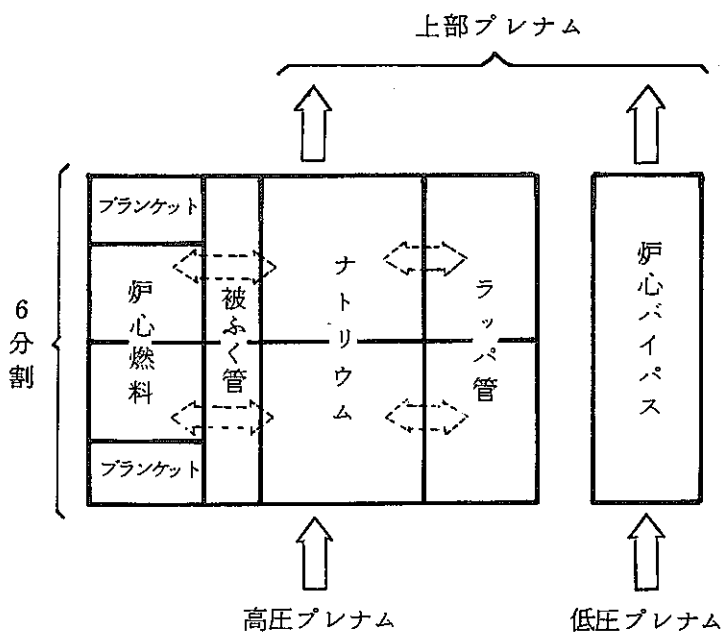 上部プレナム
ブランケット
炉心燃料
被ふく管
ナトリウム
ラッパ管
炉心バイパス
6分割
ブランケット
高圧プレナム
低圧プレナム